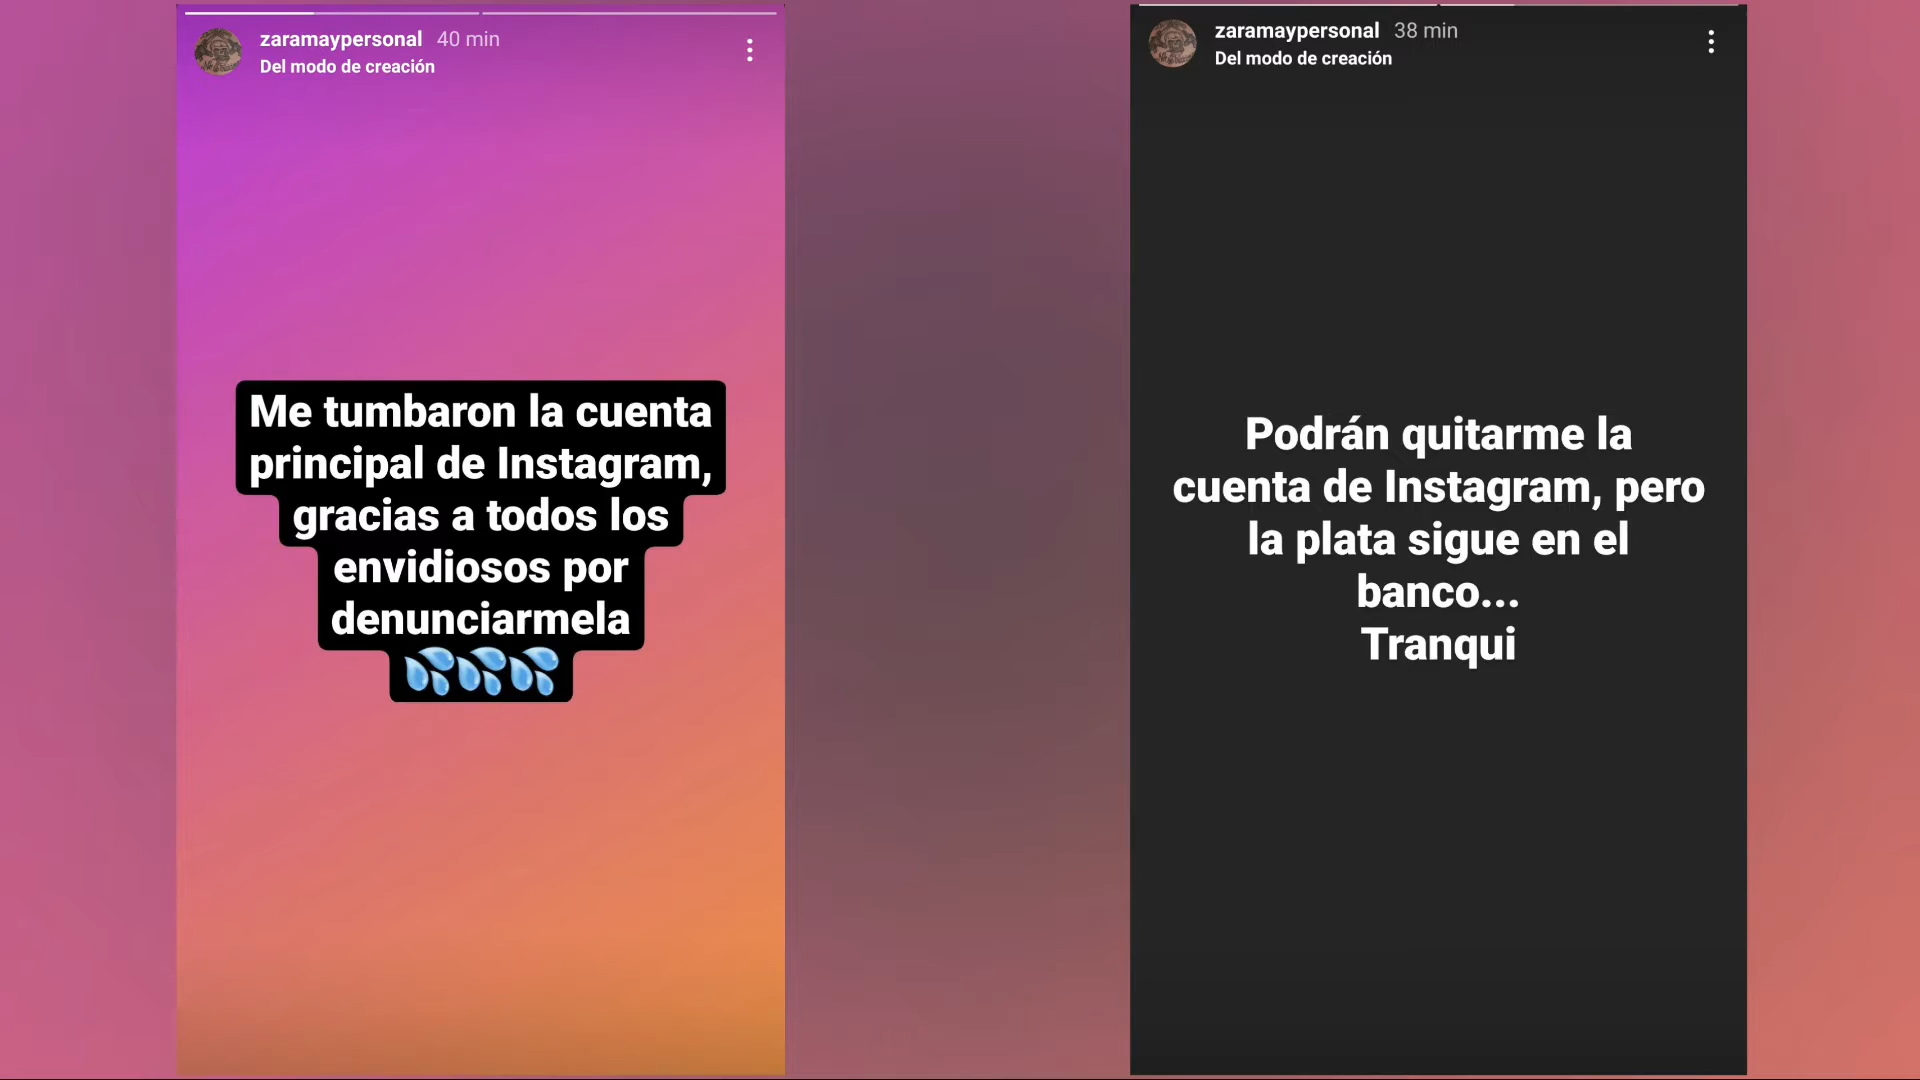 zaramaypersonal 40 min
Del modo de creación
Me tumbaron la cuenta
principal de Instagram,
gracias a todos los
envidiosos por
denunciarmela
💦💦💦
zaramaypersonal 38 min
Del modo de creación
Podrán quitarme la
cuenta de Instagram, pero
la plata sigue en el
banco...
Tranqui